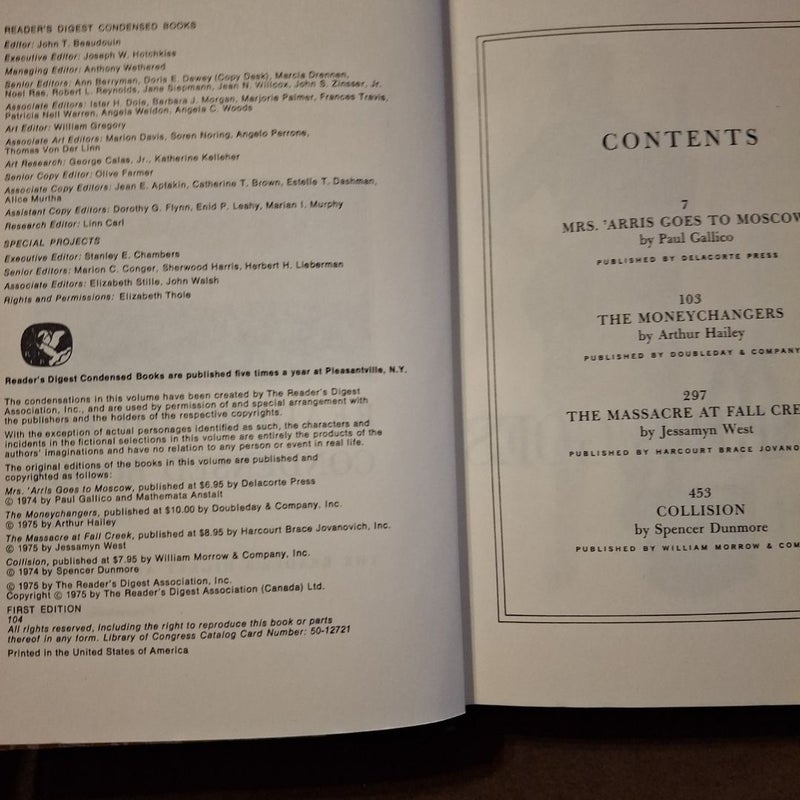 READER'S DIGEST CONDENSED BOOKS
Editor: John T. Beaudouin
Executive Editor: Joseph W. Hotchkiss
Managing Editor: Anthony Wethered
Senior Editors: Ann Berryman, Doris E. Dewey (Copy Desk), Marcia Drennen,
Noel Rae, Robert L. Reynolds, Jane Siepmann, Jean N. Willcox, John S. Zinsser, Jr.
Associate Editors: Istar H. Dole, Barbara J. Morgan, Marjorie Palmer, Frances Travis,
Patricia Nell Warren, Angela Weldon, Angela C. Woods
Art Editor: William Gregory
Associate Art Editors: Marion Davis, Soren Noring, Angelo Perrone,
Thomas Von Der Linn
Art Research: George Calas, Jr., Katherine Kelleher
Senior Copy Editor: Olive Farmer
Associate Copy Editors: Jean E. Aptakin, Catherine T. Brown, Estelle T. Dashman,
Alice Murtha
Assistant Copy Editors: Dorothy G. Flynn, Enid P. Leahy, Marian I. Murphy
Research Editor: Linn Carl
SPECIAL PROJECTS
Executive Editor: Stanley E. Chambers
Senior Editors: Marion C. Conger, Sherwood Harris, Herbert H. Lieberman
Associate Editors: Elizabeth Stille, John Walsh
Rights and Permissions: Elizabeth Thole
Reader's Digest Condensed Books are published five times a year at Pleasantville, N.Y.
The condensations in this volume have been created by The Reader's Digest
Association, Inc., and are used by permission of and special arrangement with
the publishers and the holders of the respective copyrights.
With the exception of actual personages identified as such, the characters and
incidents in the fictional selections in this volume are entirely the products of the
authors' imaginations and have no relation to any person or event in real life.
The original editions of the books in this volume are published and
copyrighted as follows:
Mrs. 'Arris Goes to Moscow, published at $6.95 by Delacorte Press
© 1974 by Paul Gallico and Mathemata Anstalt
The Moneychangers, published at $10.00 by Doubleday & Company, Inc.
© 1975 by Arthur Hailey
The Massacre at Fall Creek, published at $8.95 by Harcourt Brace Jovanovich, Inc.
© 1975 by Jessamyn West
Collision, published at $7.95 by William Morrow & Company, Inc.
© 1974 by Spencer Dunmore
© 1975 by The Reader's Digest Association, Inc.
Copyright © 1975 by The Reader's Digest Association (Canada) Ltd.
FIRST EDITION
104
All rights reserved, including the right to reproduce this book or parts
thereof in any form. Library of Congress Catalog Card Number: 50-12721
Printed in the United States of America
CONTENTS
7
MRS. 'ARRIS GOES TO MOSCOW
by Paul Gallico
PUBLISHED BY DELACORTE PRESS
103
THE MONEYCHANGERS
by Arthur Hailey
PUBLISHED BY DOUBLEDAY & COMPANY
297
THE MASSACRE AT FALL CRE
by Jessamyn West
PUBLISHED BY HARCOURT BRACE JOVANO
453
COLLISION
by Spencer Dunmore
PUBLISHED BY WILLIAM MORROW & COM